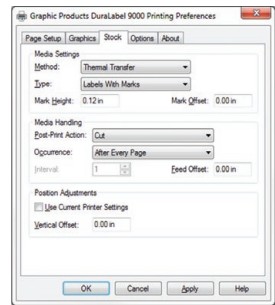 Graphic Products DuraLabel 9000 Printing Preferences
Page Setup Graphics Stock Options About
Media Settings
Method: Thermal Transfer
Type: Labels With Marks
Mark Height: 0.12 in Mark Offset: 0.00 in
Media Handling
Post-Print Action: Cut
Occurrence: After Every Page
Interval: 1 Feed Offset: 0.00 in
Position Adjustments
Use Current Printer Settings
Vertical Offset: 0.00 in
OK Cancel Apply Help